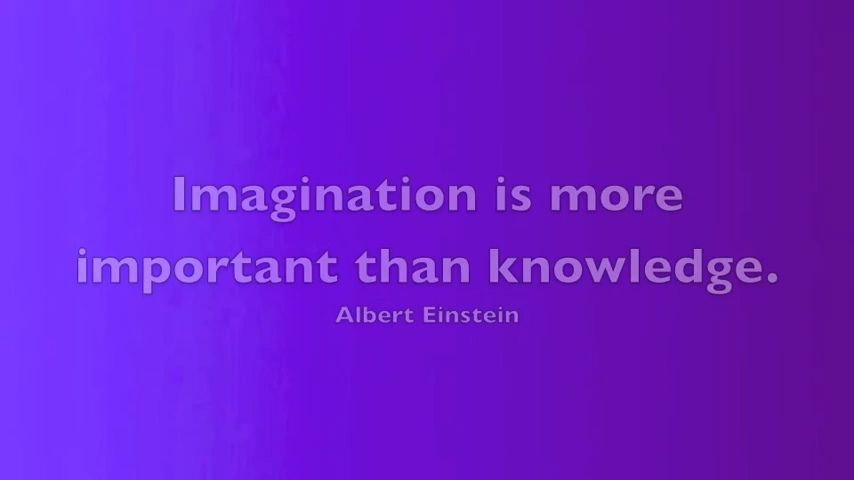 Imagination is more
important than knowledge.
Albert Einstein